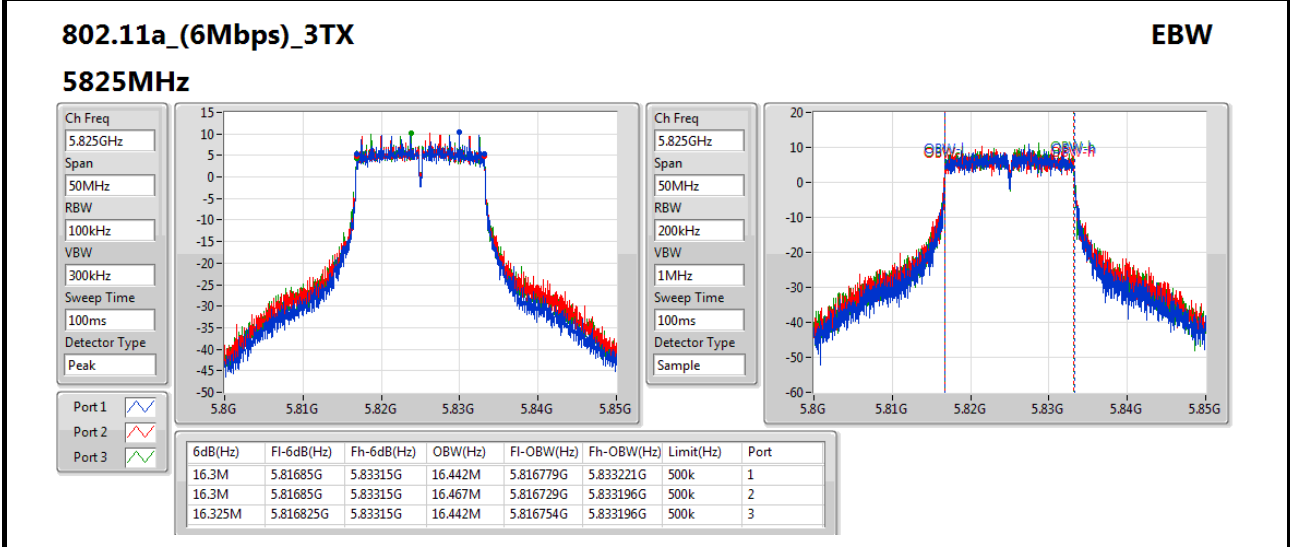 802.11a_(6Mbps)_3TX EBW
5825MHz
Ch Freq
5.825GHz
Span
50MHz
RBW
100kHz
VBW
300kHz
Sweep Time
100ms
Detector Type
Peak
Port 1
Port 2
Port 3
15
10
5
0
-5
-10
-15
-20
-25
-30
-35
-40
-45
-50
5.8G 5.81G 5.82G 5.83G 5.84G 5.85G
Ch Freq
5.825GHz
Span
50MHz
RBW
200kHz
VBW
1MHz
Sweep Time
100ms
Detector Type
Sample
20
10
0
-10
-20
-30
-40
-50
-60
OBW-l OBW-h
5.8G 5.81G 5.82G 5.83G 5.84G 5.85G
6dB(Hz) Fl-6dB(Hz) Fh-6dB(Hz) OBW(Hz) Fl-OBW(Hz) Fh-OBW(Hz) Limit(Hz) Port
16.3M 5.81685G 5.83315G 16.442M 5.816779G 5.833221G 500k 1
16.3M 5.81685G 5.83315G 16.467M 5.816729G 5.833196G 500k 2
16.325M 5.816825G 5.83315G 16.442M 5.816754G 5.833196G 500k 3